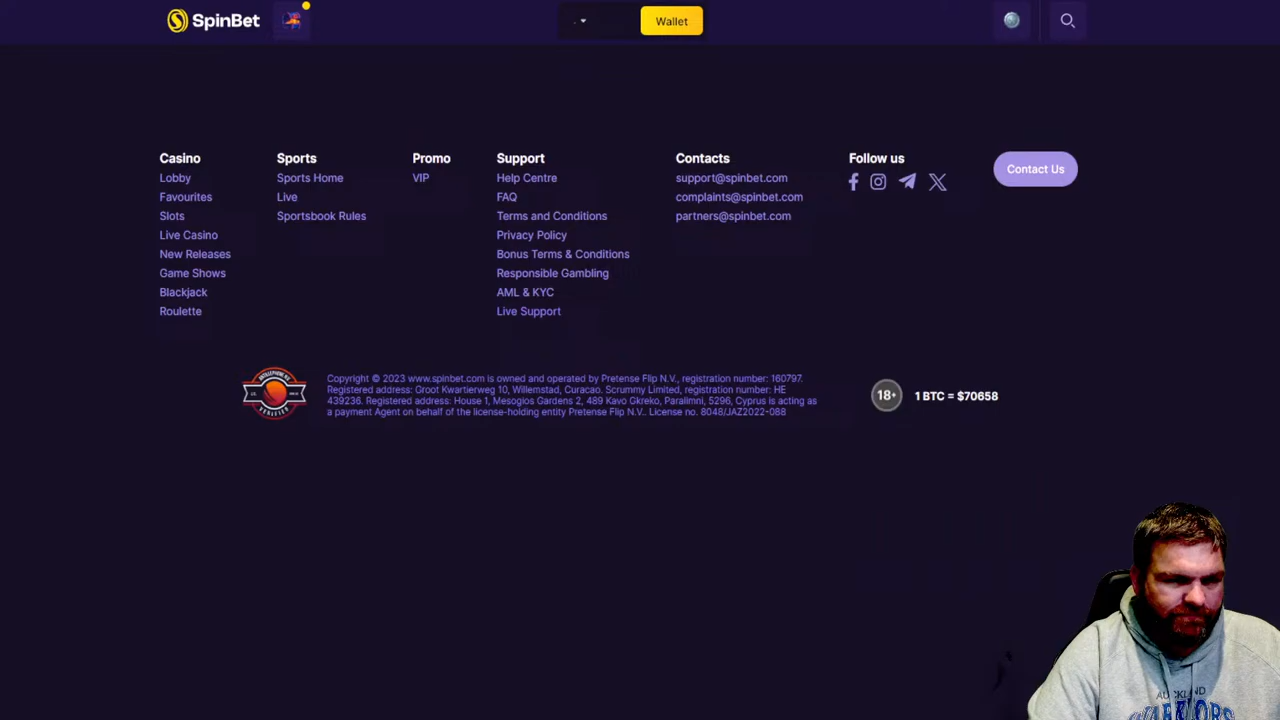 SpinBet
Wallet
Casino
Lobby
Favourites
Slots
Live Casino
New Releases
Game Shows
Blackjack
Roulette
Sports
Sports Home
Live
Sportsbook Rules
Promo
VIP
Support
Help Centre
FAQ
Terms and Conditions
Privacy Policy
Bonus Terms & Conditions
Responsible Gambling
AML & KYC
Live Support
Contacts
support@spinbet.com
complaints@spinbet.com
partners@spinbet.com
Follow us
Contact Us
Copyright © 2023 www.spinbet.com is owned and operated by Pretense Flip N.V., registration number: 160797.
Registered address: Groot Kwartierweg 10, Willemstad, Curacao. Scrummy Limited, registration number: HE
439236. Registered address: House 1, Mesogios Gardens 2, 489 Kavo Gkreko, Paralimni, 5296, Cyprus is acting as
a payment Agent on behalf of the license-holding entity Pretense Flip N.V.. License no. 8048/JAZ2022-088
18+
1 BTC = $70658
AUCKLAND
WARRIORS